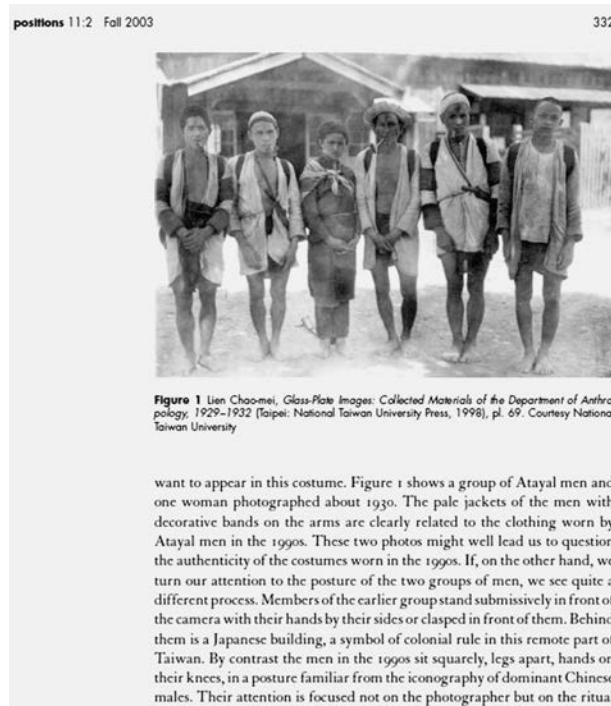 positions 11:2 Fall 2003
332
Figure 1 Lien Chao-mei, Glass-Plate Images: Collected Materials of the Department of Anthro
pology, 1929–1932 (Taipei: National Taiwan University Press, 1998), pl. 69. Courtesy Nationa
Taiwan University
want to appear in this costume. Figure 1 shows a group of Atayal men and
one woman photographed about 1930. The pale jackets of the men with
decorative bands on the arms are clearly related to the clothing worn by
Atayal men in the 1990s. These two photos might well lead us to question
the authenticity of the costumes worn in the 1990s. If, on the other hand, we
turn our attention to the posture of the two groups of men, we see quite a
different process. Members of the earlier group stand submissively in front of
the camera with their hands by their sides or clasped in front of them. Behind
them is a Japanese building, a symbol of colonial rule in this remote part of
Taiwan. By contrast the men in the 1990s sit squarely, legs apart, hands on
their knees, in a posture familiar from the iconography of dominant Chinese
males. Their attention is focused not on the photographer but on the ritual